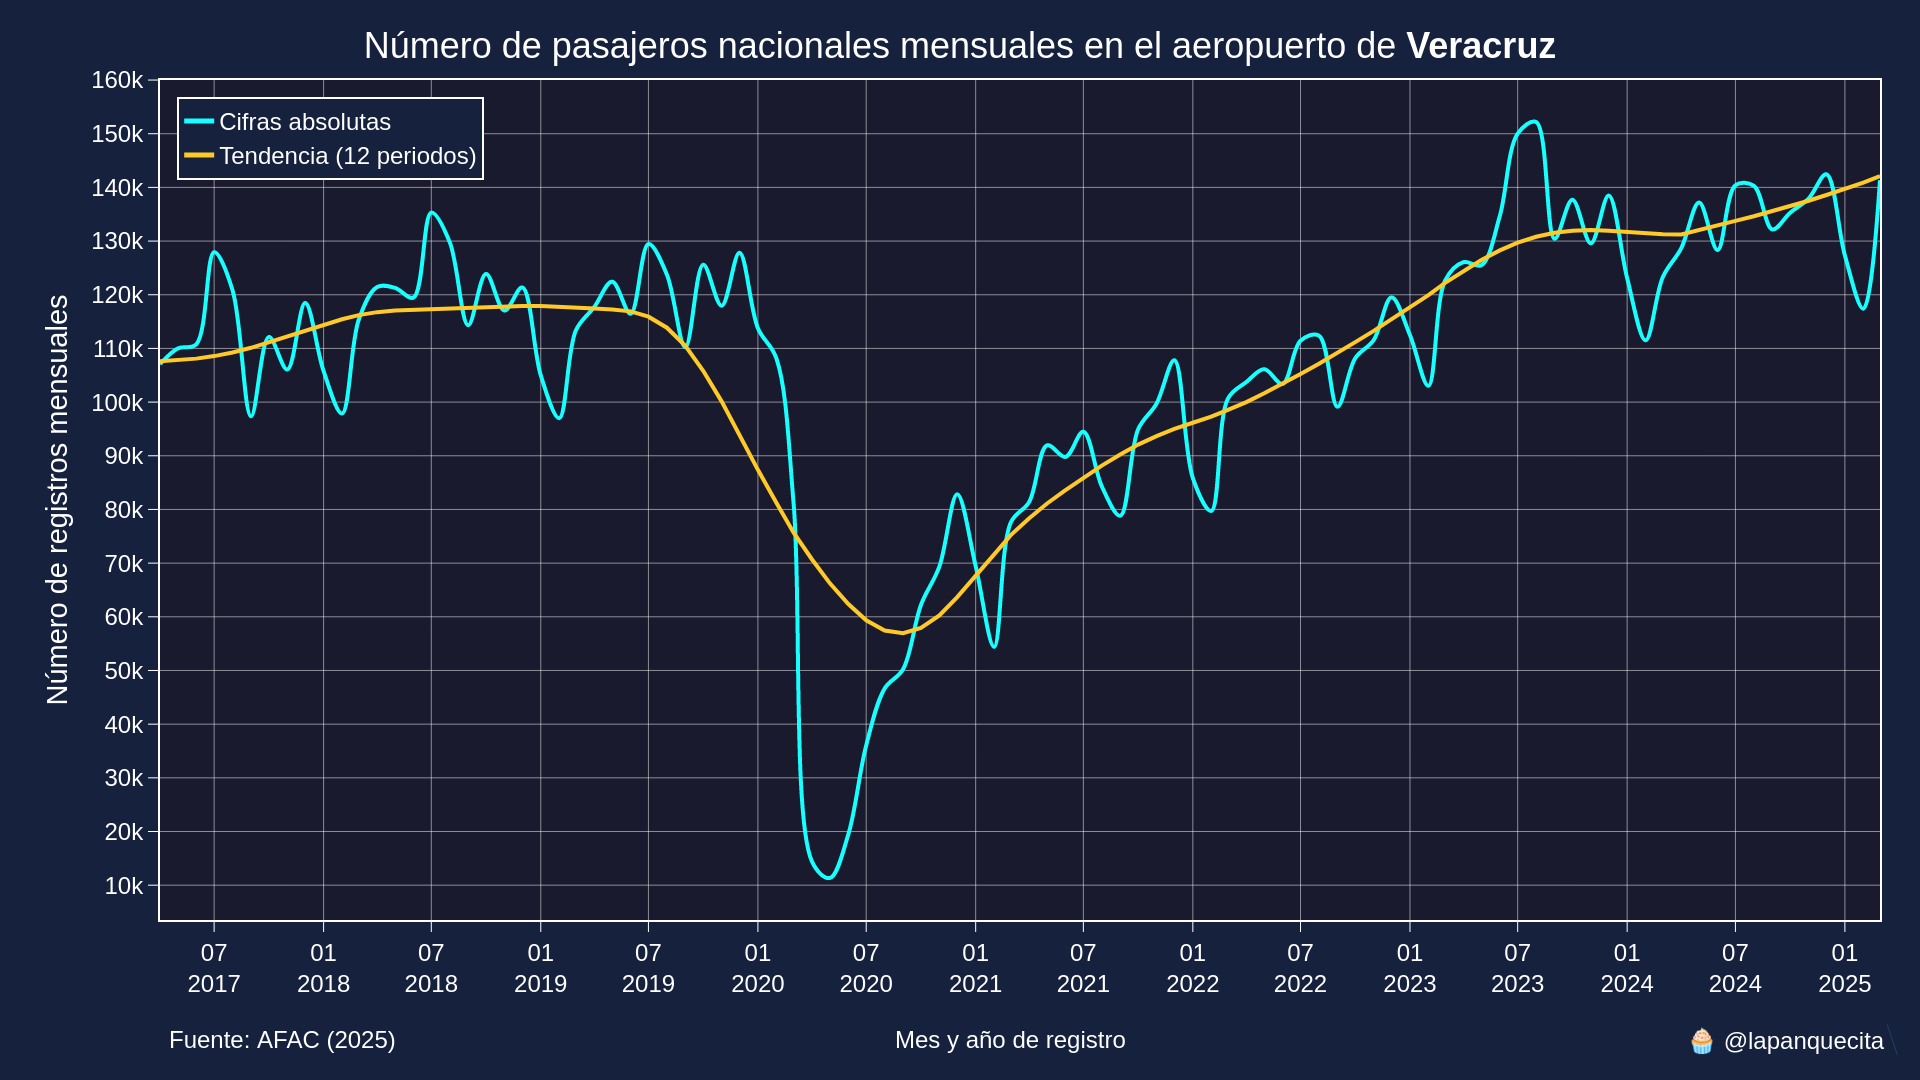 Número de pasajeros nacionales mensuales en el aeropuerto de Veracruz
Cifras absolutas
Tendencia (12 periodos)
Número de registros mensuales
160k
150k
140k
130k
120k
110k
100k
90k
80k
70k
60k
50k
40k
30k
20k
10k
07 01 07 01 07 01 07 01 07 01 07 01 07 01 07 01
2017 2018 2018 2019 2019 2020 2020 2021 2021 2022 2022 2023 2023 2024 2024 2025
Fuente: AFAC (2025)
Mes y año de registro
🧁 @lapanquecita